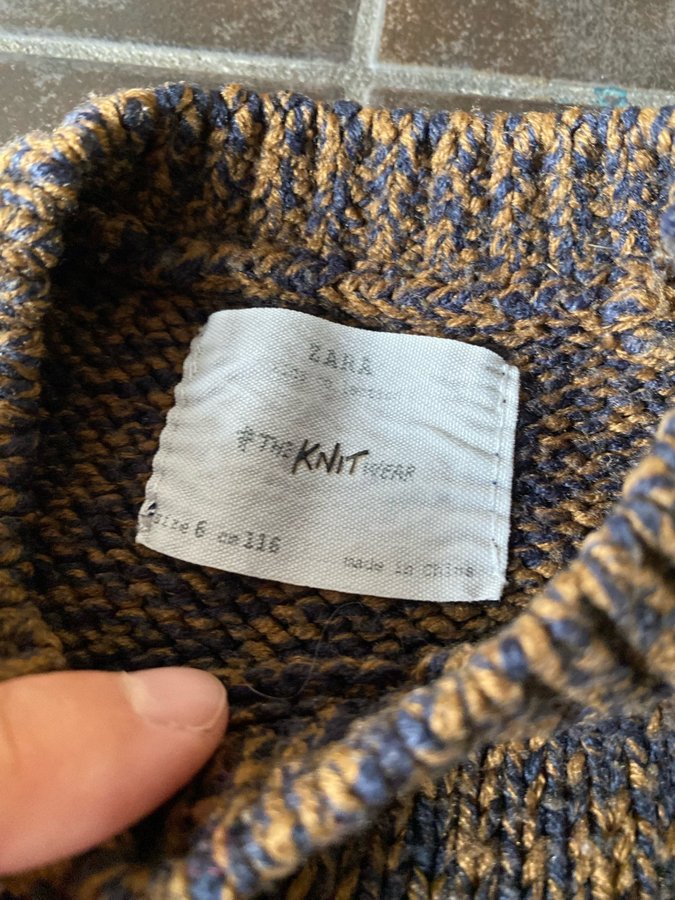 ZARA
#THEKNITWEAR
size 6 cm 116
made in China